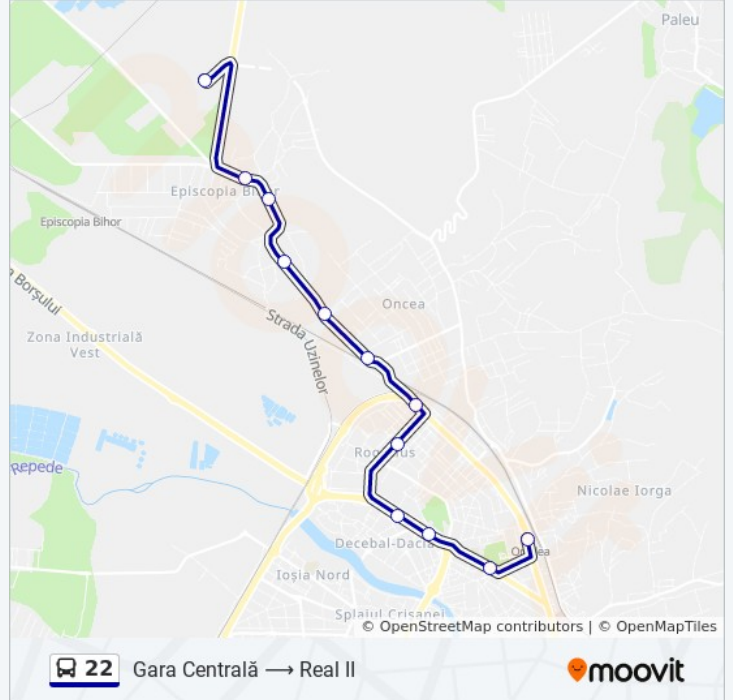 Paleu
Episcopia Bihor
Episcopia Bihor
Borșului
Oncea
Strada Uzinelor
Zona Industrială
Vest
Repede
Nicolae Iorga
Decebal-Dacia
Ioșia Nord
Splaiul Crișanei
© OpenStreetMap contributors | © OpenMapTiles
22 Gara Centrală → Real II
moovit